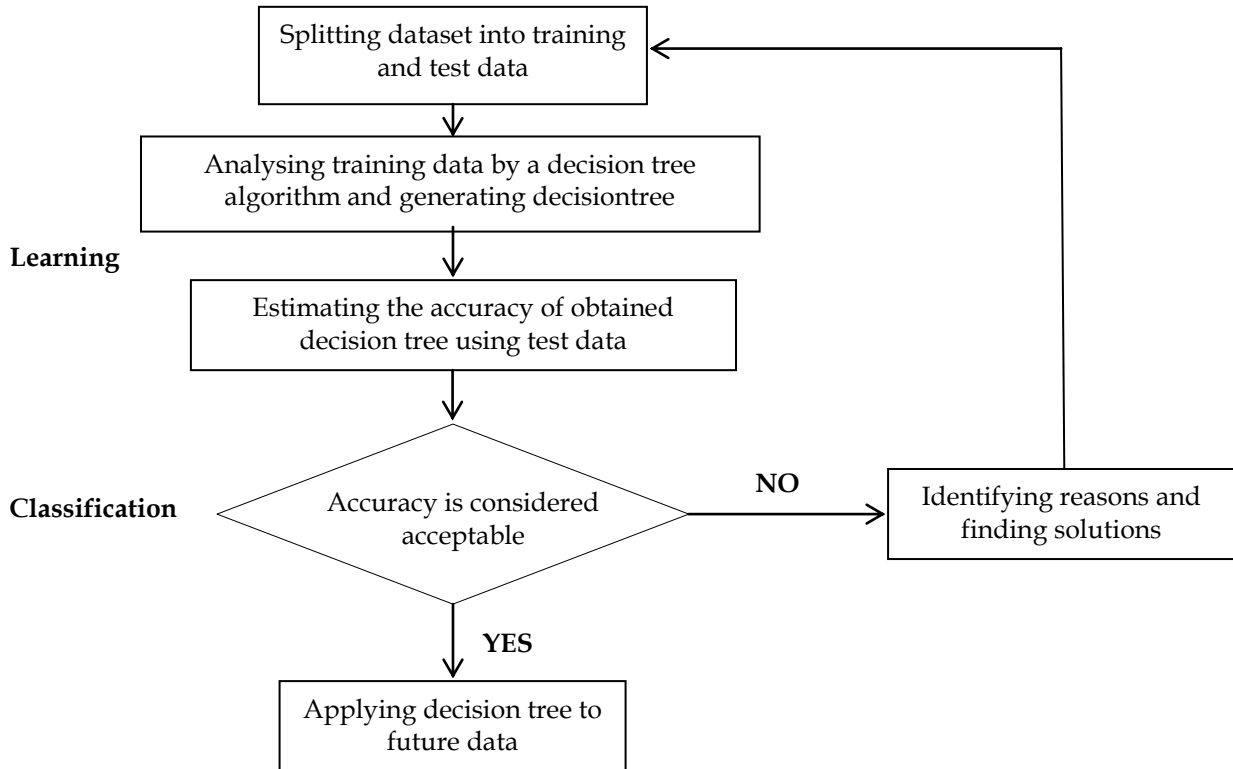 Splitting dataset into training
and test data
Analysing training data by a decision tree
algorithm and generating decisiontree
Learning
Estimating the accuracy of obtained
decision tree using test data
Accuracy is considered
acceptable
Classification
NO
Identifying reasons and
finding solutions
YES
Applying decision tree to
future data